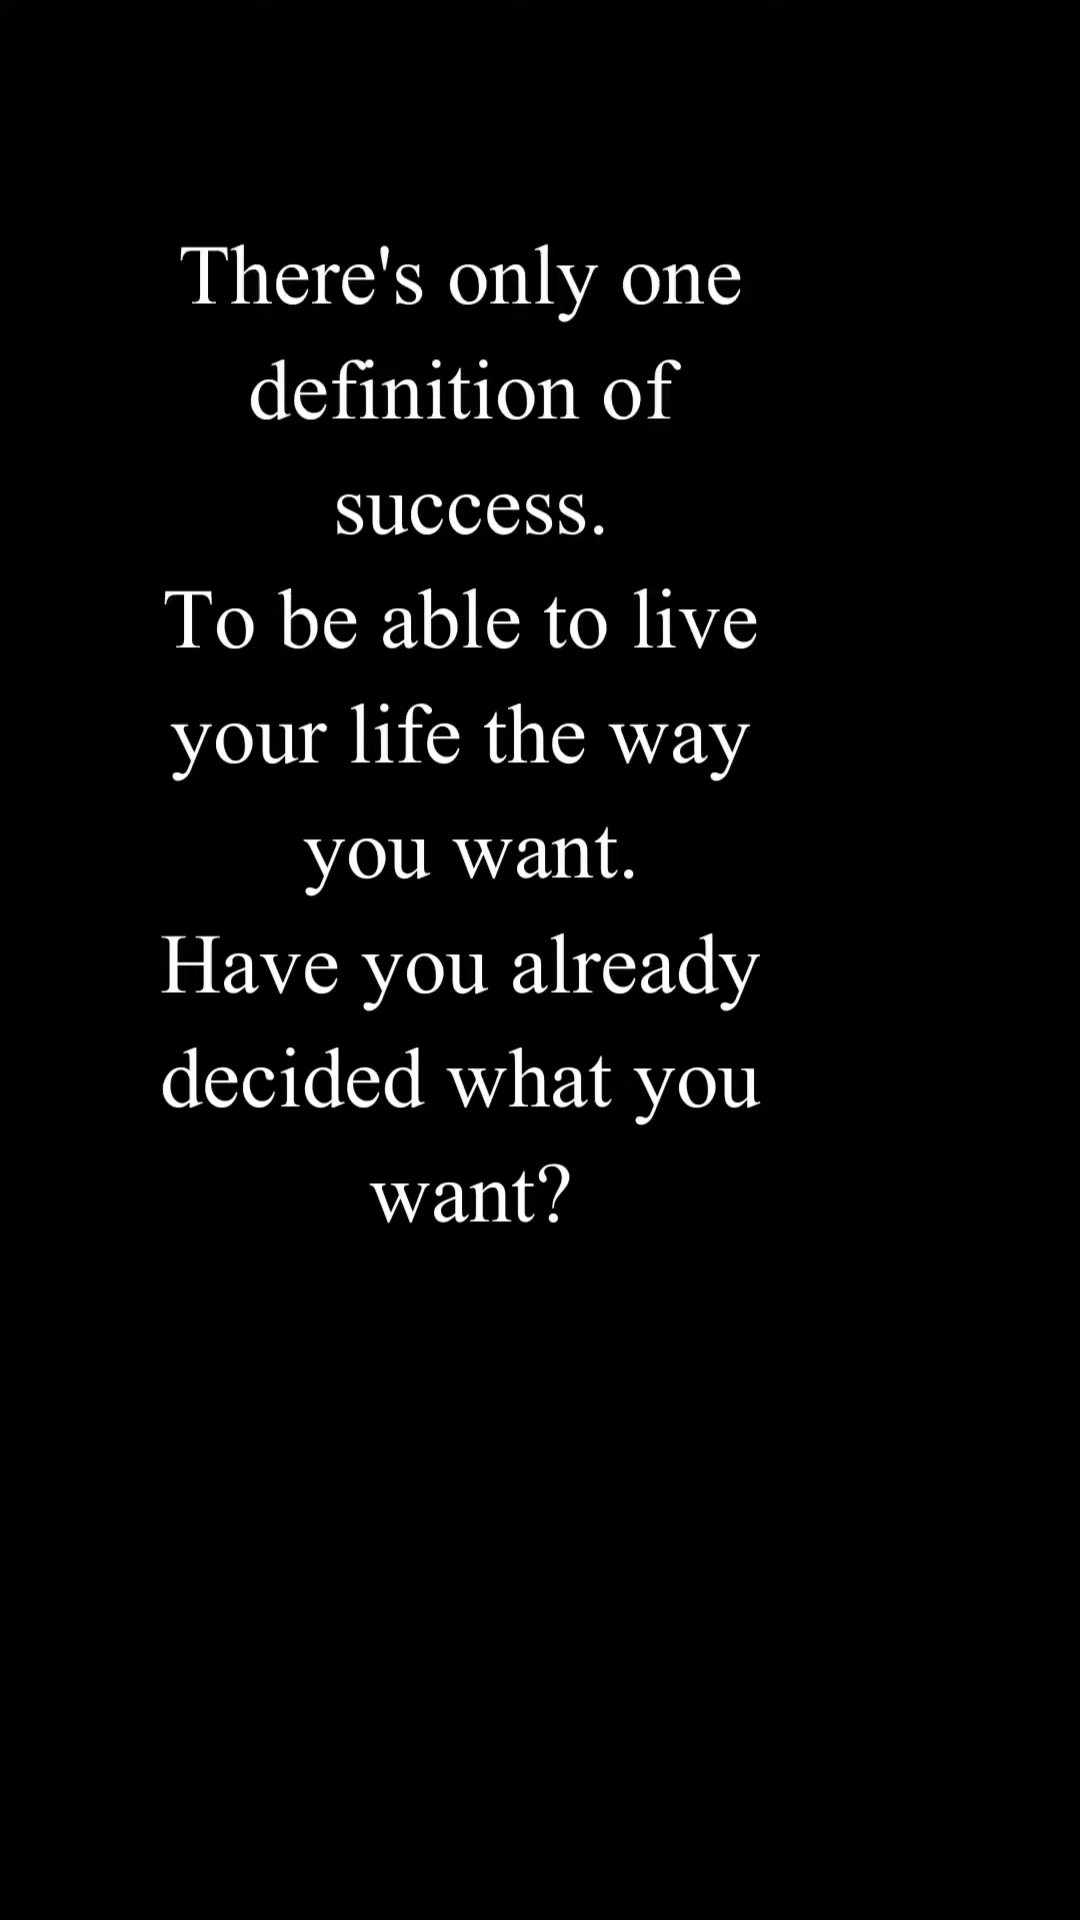 There's only one
definition of
success.
To be able to live
your life the way
you want.
Have you already
decided what you
want?